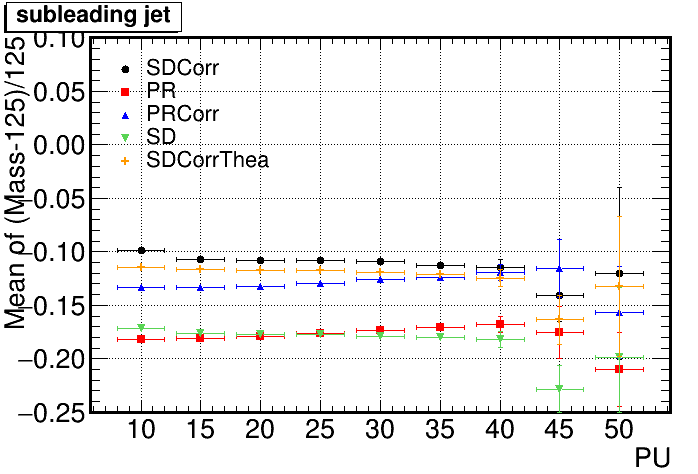 subleading jet
Mean of (Mass-125)/125
0.10
0.05
0.00
−0.05
−0.10
−0.15
−0.20
−0.25
SDCorr
PR
PRCorr
SD
SDCorrThea
10 15 20 25 30 35 40 45 50
PU